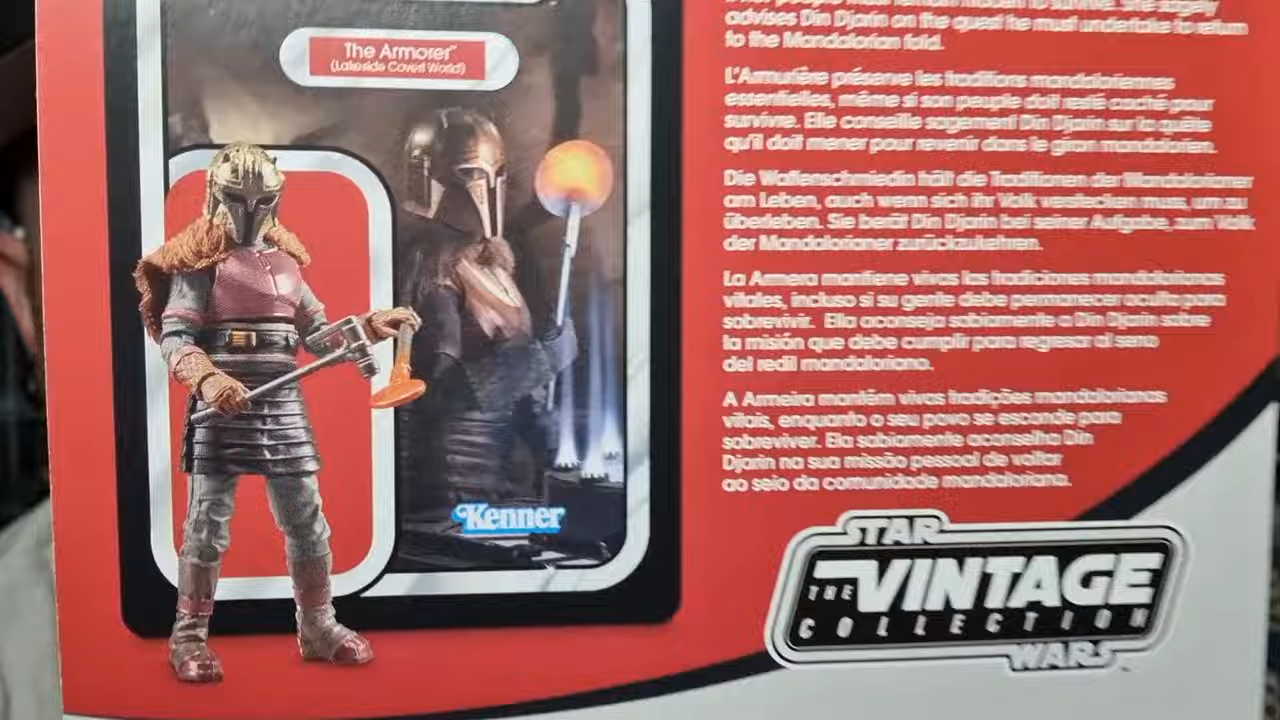 The Armorer™
(Lakeside Covert World)
Kenner
advises Din Djarin on the quest he must undertake to return
to the Mandalorian fold.
L'Armurière préserve les traditions mandaloriennes
essentielles, même si son peuple doit resté caché pour
survivre. Elle conseille sagement Din Djarin sur la quête
qu'il doit mener pour revenir dans le giron mandalorien.
Die Waffenschmiedin hält die Traditionen der Mandalorianer
am Leben, auch wenn sich ihr Volk verstecken muss, um zu
überleben. Sie berät Din Djarin bei seiner Aufgabe, zum Volk
der Mandalorianer zurückzukehren.
La Armera mantiene vivas las tradiciones mandalorianas
vitales, incluso si su gente debe permanecer oculta para
sobrevivir. Ella aconseja sabiamente a Din Djarin sobre
la misión que debe cumplir para regresar al seno
del redil mandaloriano.
A Armeira mantém vivas tradições mandalorianas
vitais, enquanto o seu povo se esconde para
sobreviver. Ela sabiamente aconselha Din
Djarin na sua missão pessoal de voltar
ao seio da comunidade mandaloriana.
STAR
THE VINTAGE
COLLECTION
WARS